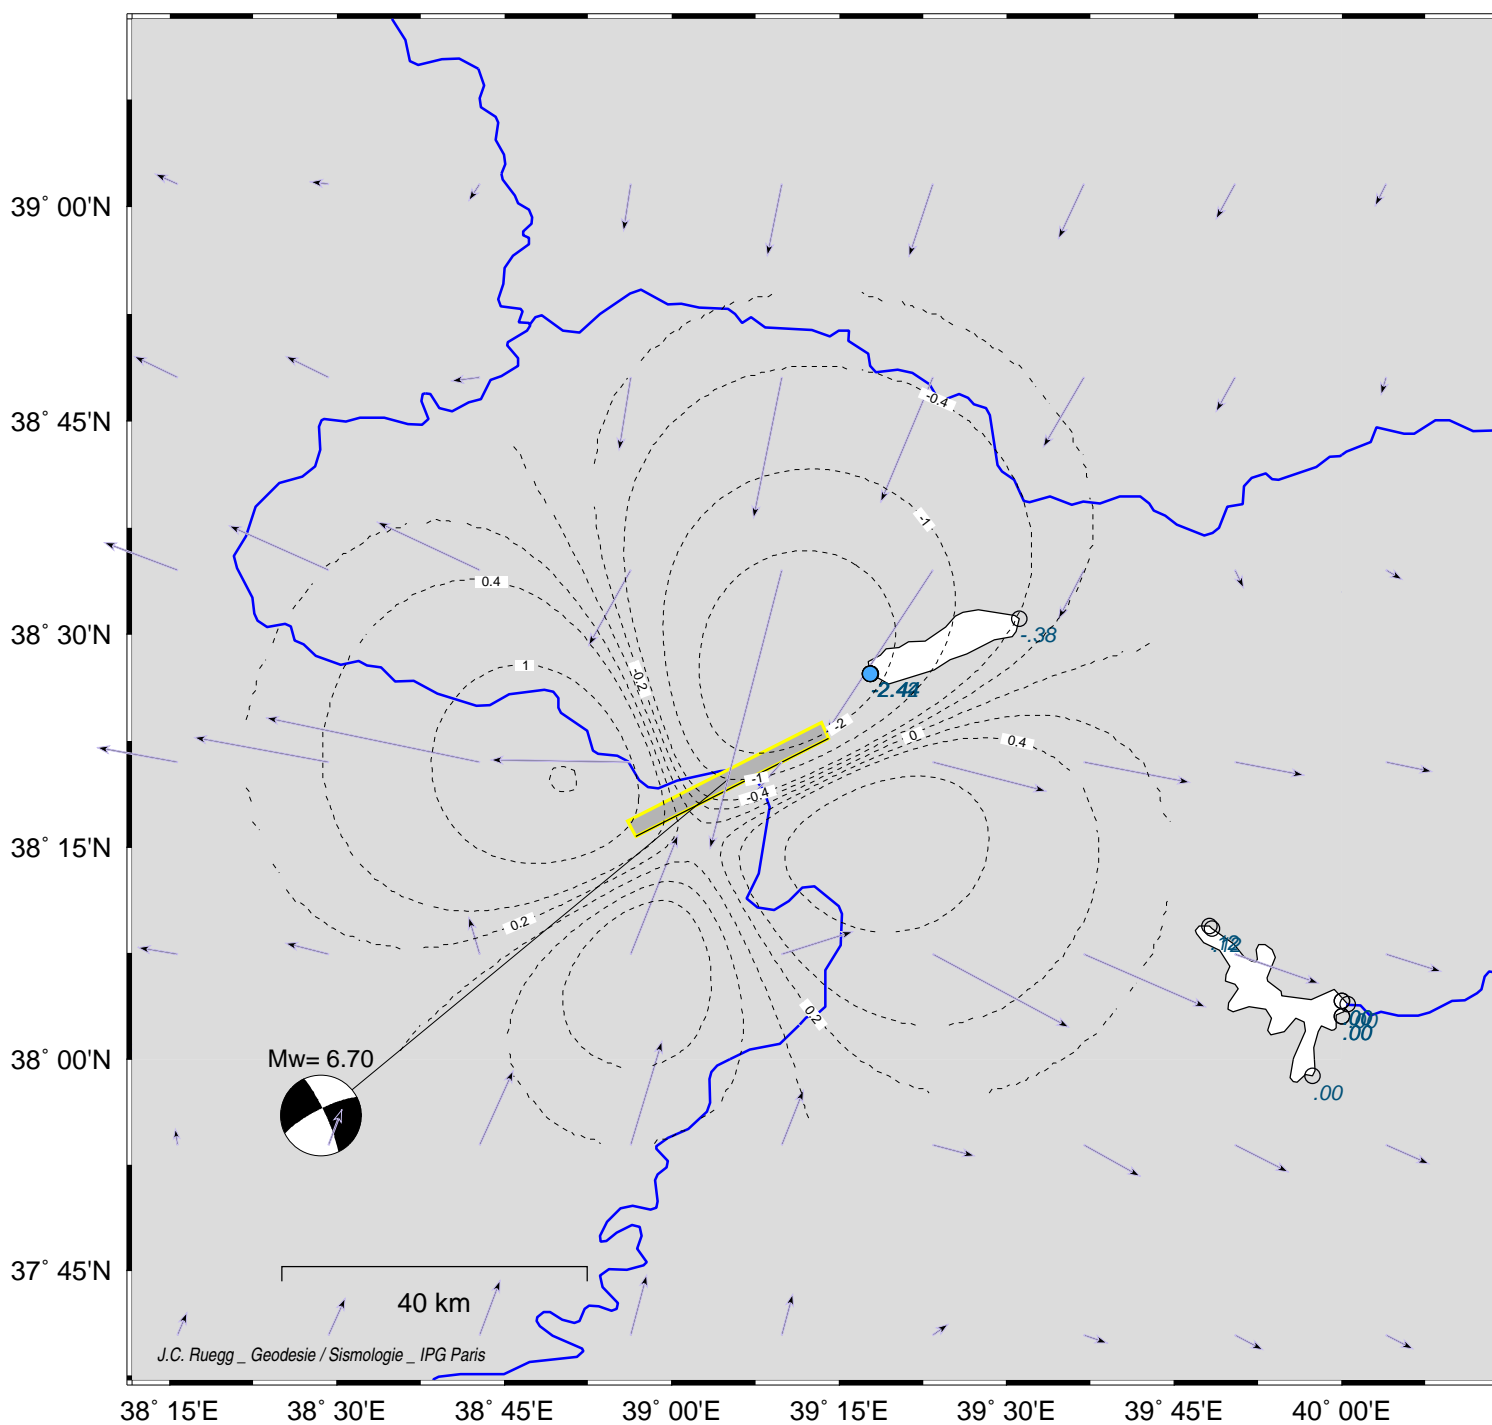 39° 00'N
-0.4
38° 45'N
-1
0.4
38° 30'N
-.38
1
-0.2
-2.44
-2
0
0.4
-1
-0.4
38° 15'N
0.2
.12
0.2
.00
.00
38° 00'N
Mw= 6.70
.00
37° 45'N
40 km
J.C. Ruegg _ Geodesie / Sismologie _ IPG Paris
38° 15'E 38° 30'E 38° 45'E 39° 00'E 39° 15'E 39° 30'E 39° 45'E 40° 00'E